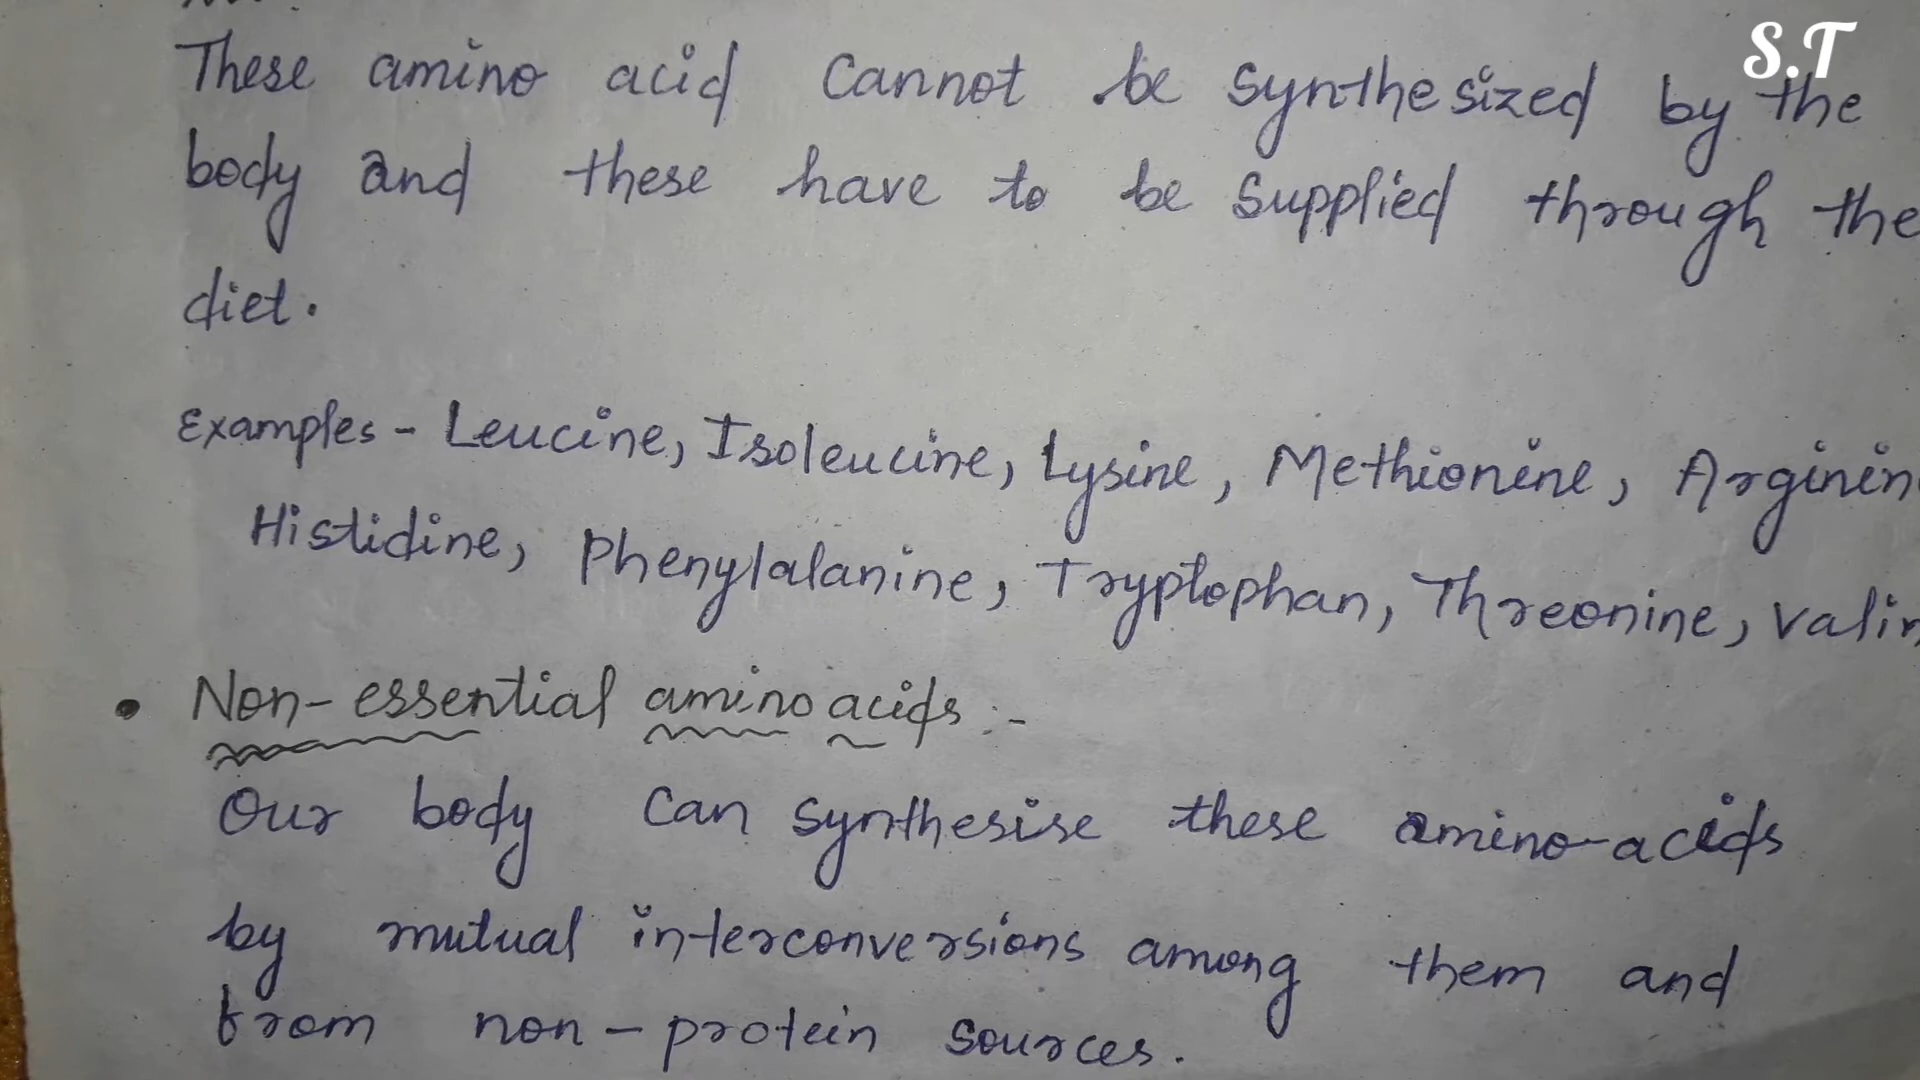 S.T
These amino acid cannot be synthesized by the
body and these have to be supplied through the
diet.
Examples - Leucine, Isoleucine, Lysine, Methionine, Arginin
Histidine, Phenylalanine, Tryptophan, Threonine, Valin
• Non-essential amino acids :-
Our body can synthesise these amino-acids
by mutual interconversions among them and
from non-protein sources.